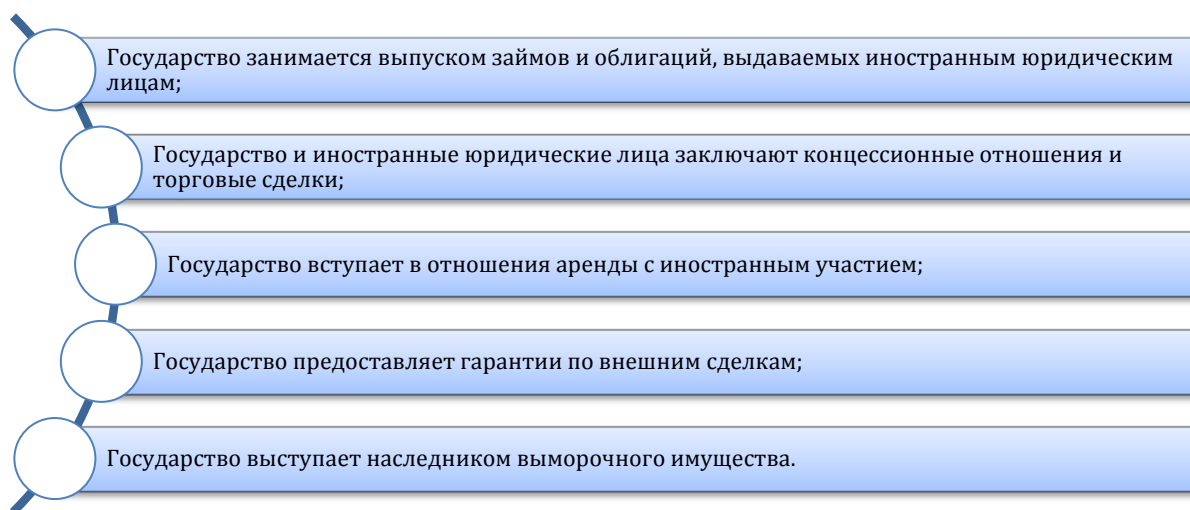 Государство занимается выпуском займов и облигаций, выдаваемых иностранным юридическим
лицам;
Государство и иностранные юридические лица заключают концессионные отношения и
торговые сделки;
Государство вступает в отношения аренды с иностранным участием;
Государство предоставляет гарантии по внешним сделкам;
Государство выступает наследником выморочного имущества.